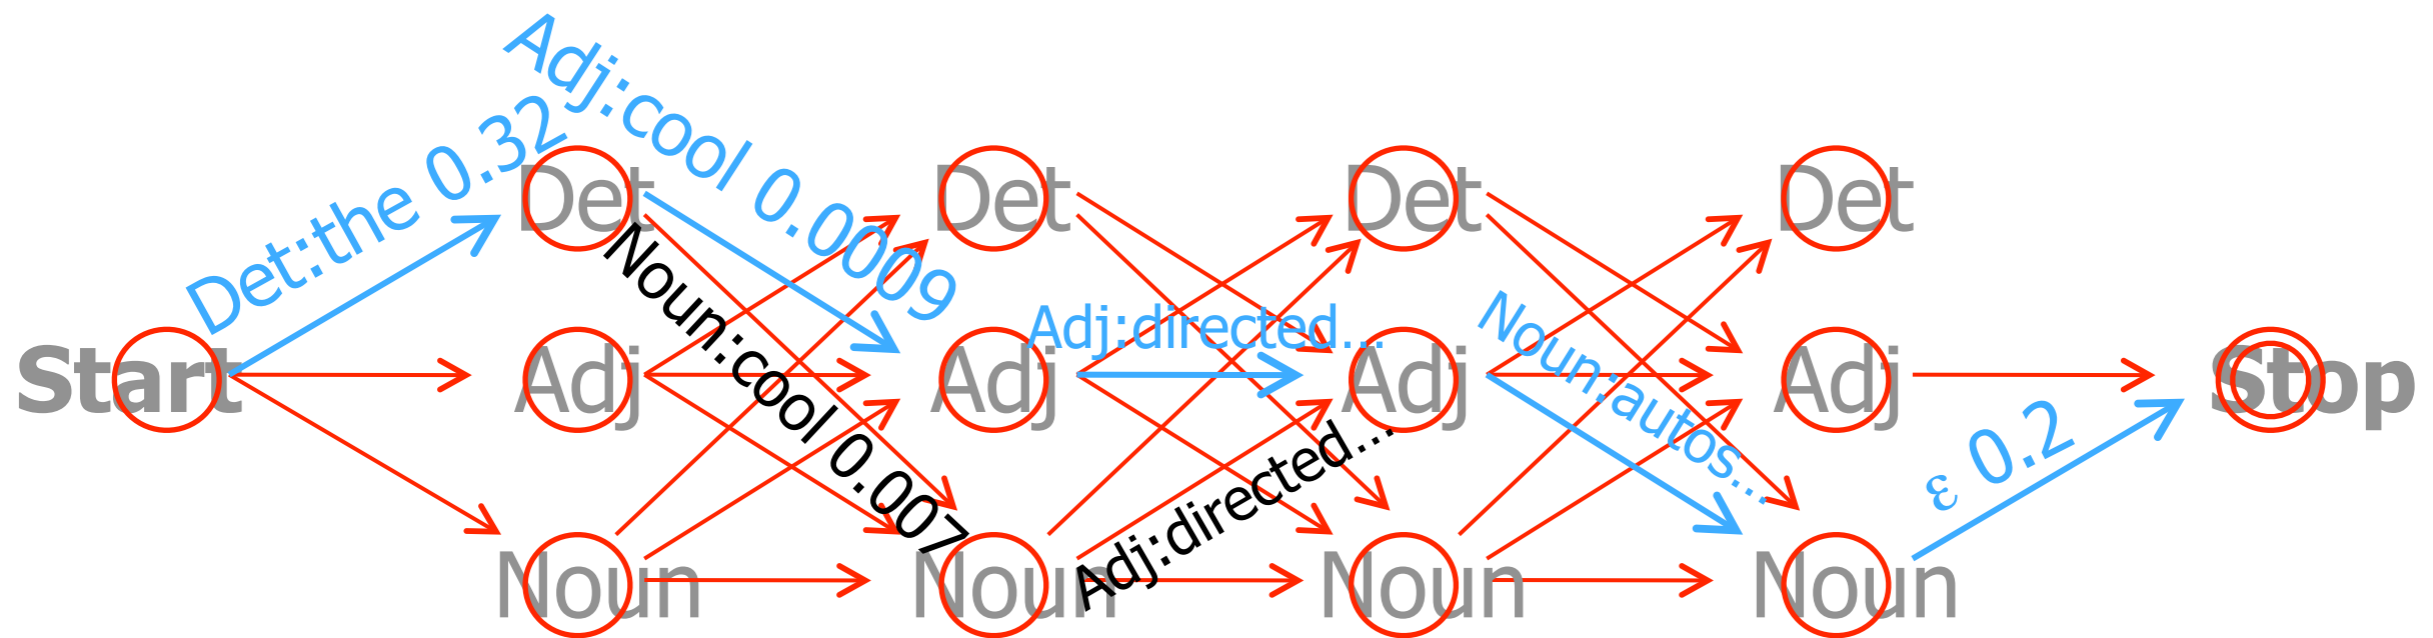 Adj:cool 0.0009
Det:the 0.32
Det Det Det Det
Noun:cool 0.007
Adj:directed...
Noun:autos...
Start Adj Adj Adj Adj Stop
Adj:directed...
ε 0.2
Noun Noun Noun Noun